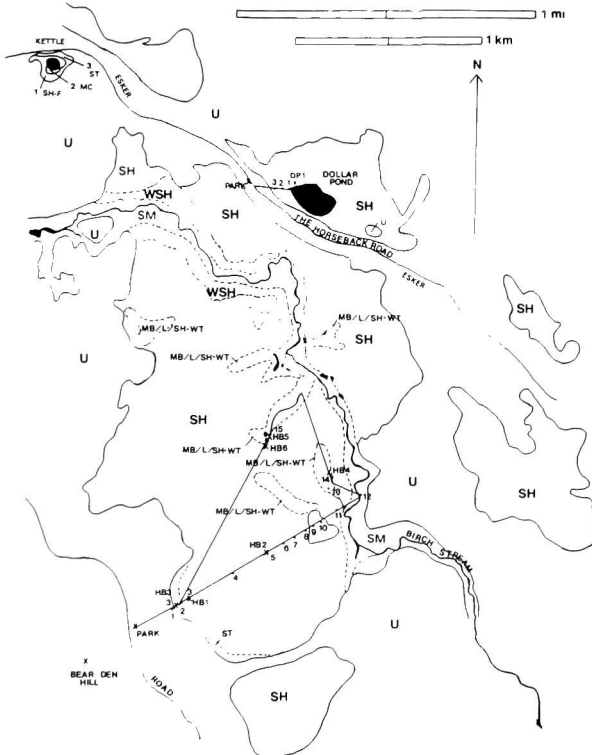 1 mi
1 km
N
KETTLE
3
ST
2 MC
1 SH-F
ESKER
U
U
SH
WSH
SM
U
SH
PARK
3 2 1
DP1
DOLLAR
POND
SH
U
THE HORSEBACK ROAD
ESKER
WSH
MB/L/SH-WT
MB/L/SH-WT
MB/L/SH-WT
SH
SH
U
SH
15
HB5
HB6
MB/L/SH-WT
MB/L/SH-WT
HB4
14
13
12
MB/L/SH-WT
11
10
9
8
7
6
5
HB2
4
SM
BIRCH STREAM
U
SH
HB3
3
3
HB1
1
2
PARK
ST
U
BEAR DEN
HILL
ROAD
SH